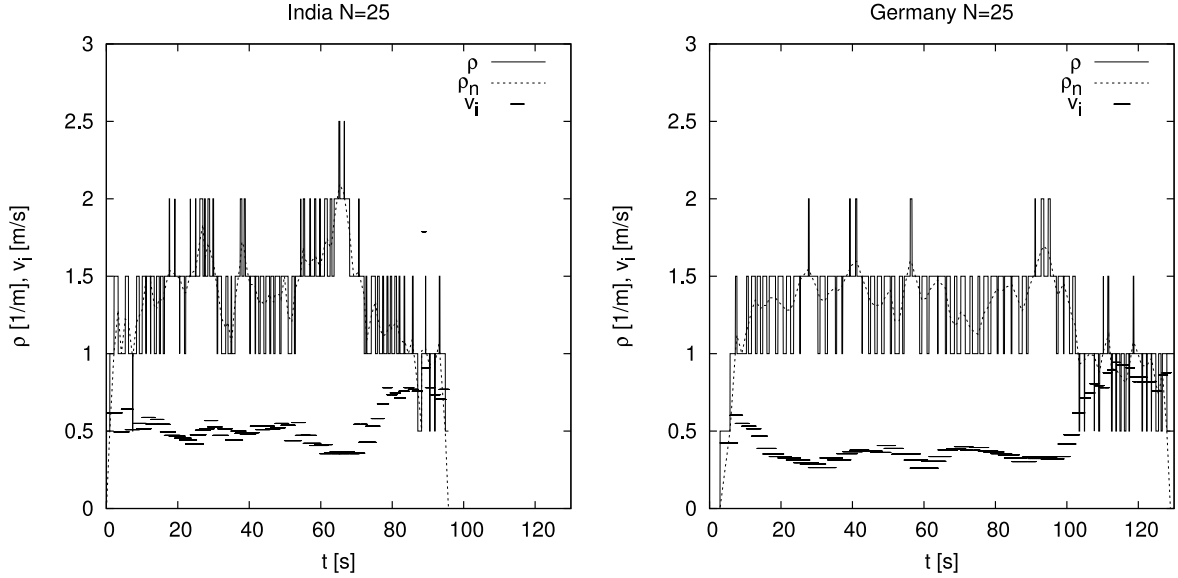 India N=25
ρ
ρn
vi
3
2.5
2
1.5
1
0.5
0
0 20 40 60 80 100 120
t [s]
ρ [1/m], vi [m/s]
Germany N=25
ρ
ρn
vi
3
2.5
2
1.5
1
0.5
0
0 20 40 60 80 100 120
t [s]
ρ [1/m], vi [m/s]